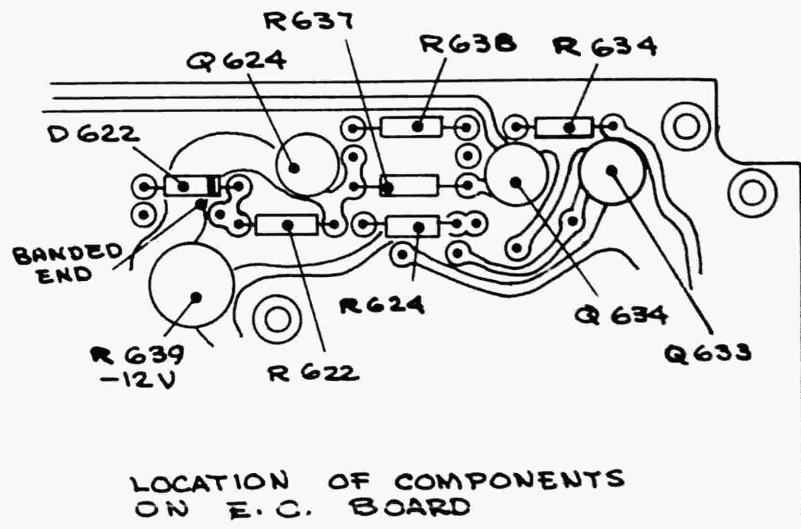 R637
R638
R634
Q624
D622
BANDED
END
R624
Q634
Q633
R639
-12V
R622
LOCATION OF COMPONENTS
ON E.C. BOARD